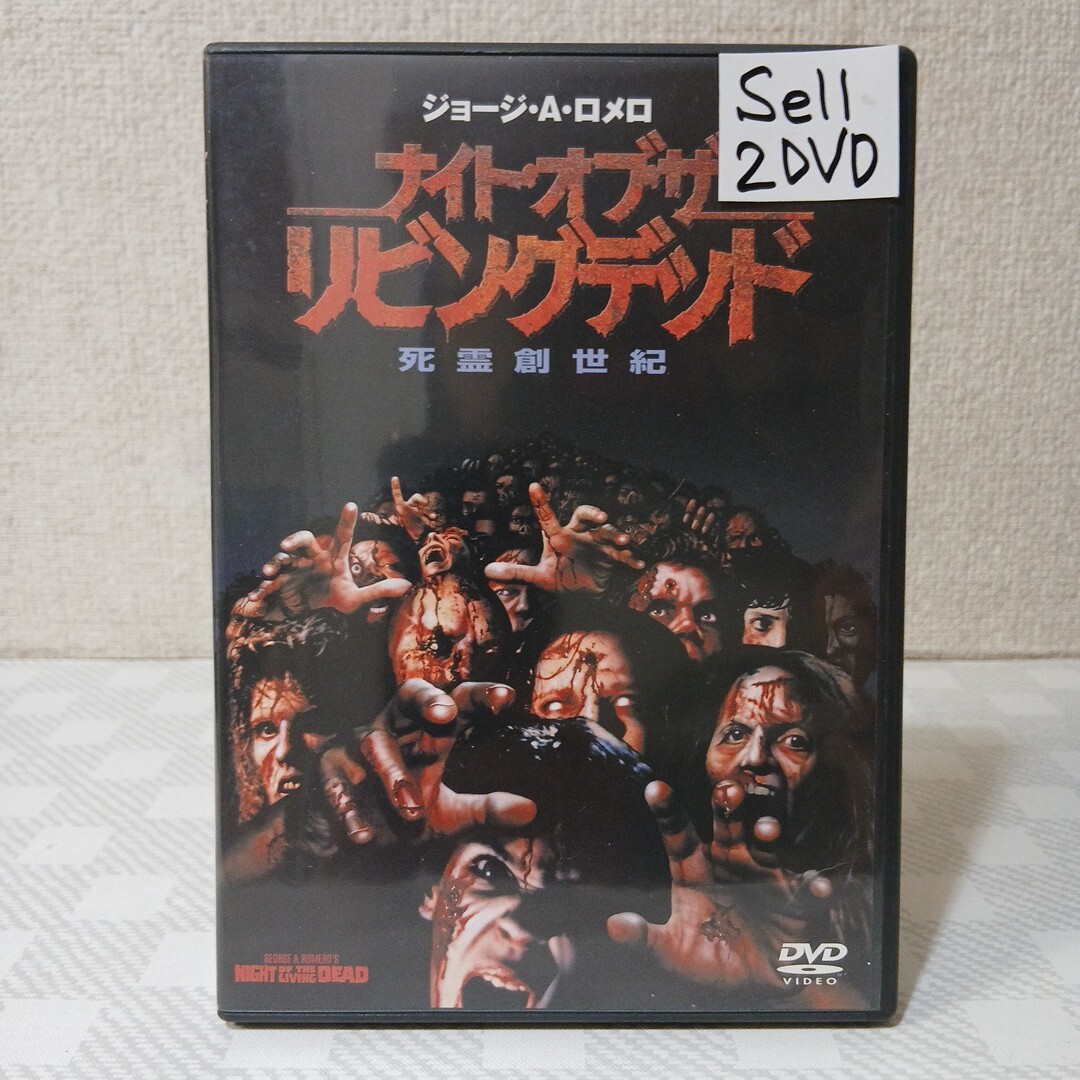 ジョージ・A・ロメロ
Sell
2DVD
ナイト・オブ・ザ
リビングデッド
死霊創世紀
GEORGE A. ROMERO'S
NIGHT OF THE LIVING DEAD
DVD
VIDEO